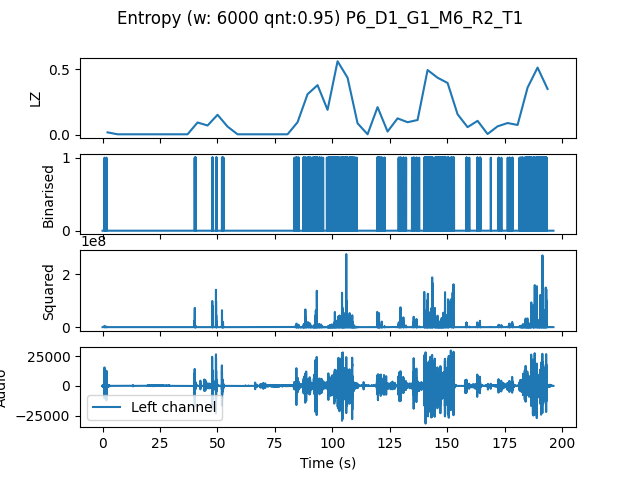 Entropy (w: 6000 qnt:0.95) P6_D1_G1_M6_R2_T1
0.5
0.0
LZ
1
0
Binarised
1e8
2
0
Squared
25000
0
−25000
Audio
Left channel
0 25 50 75 100 125 150 175 200
Time (s)